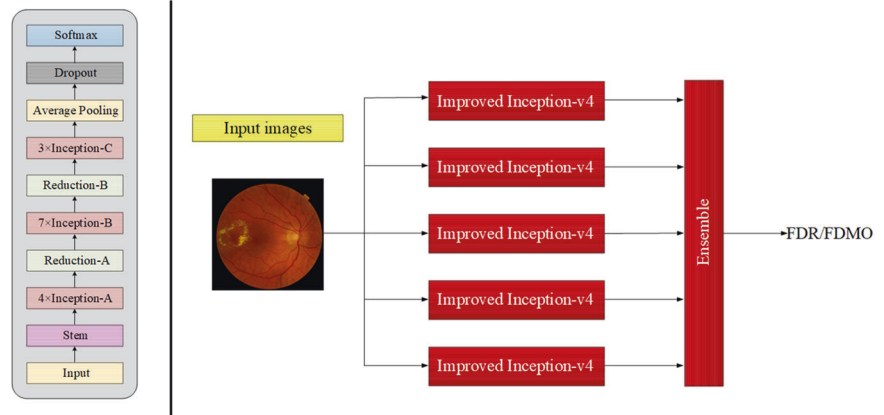 Softmax
Dropout
Average Pooling
3×Inception-C
Reduction-B
7×Inception-B
Reduction-A
4×Inception-A
Stem
Input
Input images
Improved Inception-v4
Improved Inception-v4
Improved Inception-v4
Improved Inception-v4
Improved Inception-v4
Ensemble
FDR/FDMO